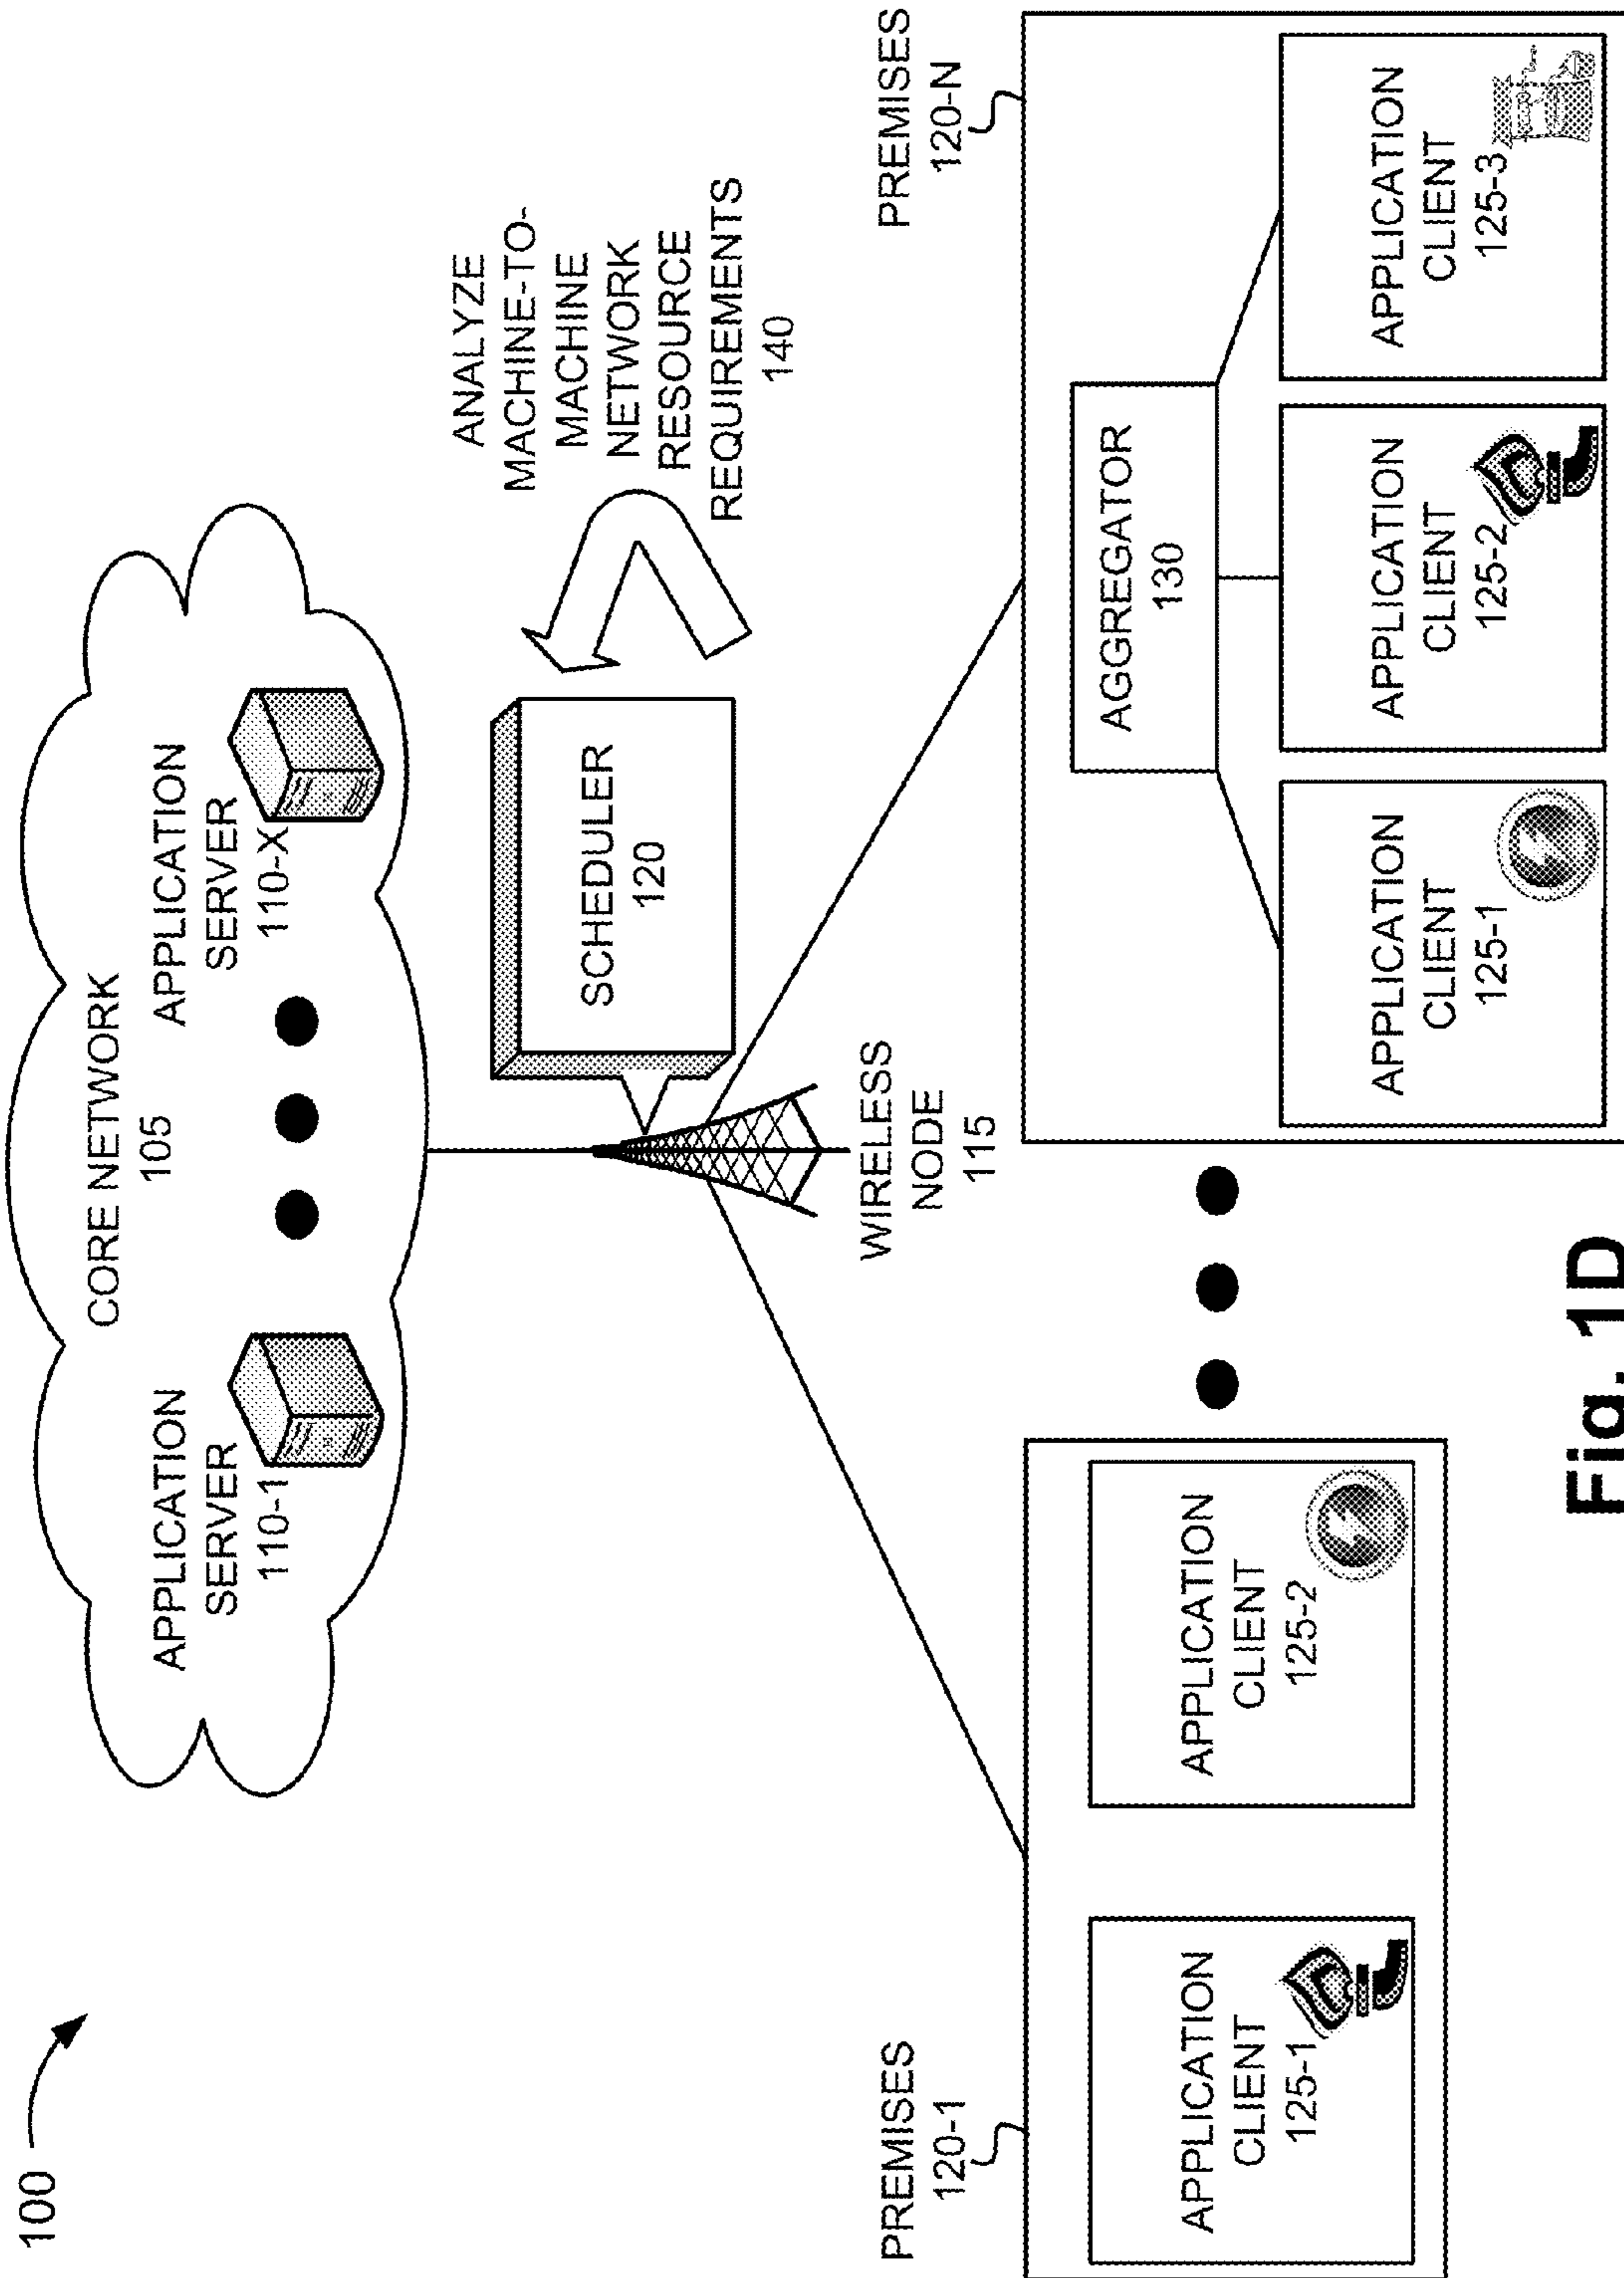 100
CORE NETWORK
105
APPLICATION
SERVER
110-1
APPLICATION
SERVER
110-X
SCHEDULER
120
ANALYZE
MACHINE-TO-
MACHINE
NETWORK
RESOURCE
REQUIREMENTS
140
WIRELESS
NODE
115
PREMISES
120-1
APPLICATION
CLIENT
125-1
APPLICATION
CLIENT
125-2
PREMISES
120-N
AGGREGATOR
130
APPLICATION
CLIENT
125-1
APPLICATION
CLIENT
125-2
APPLICATION
CLIENT
125-3
Fig. 1D